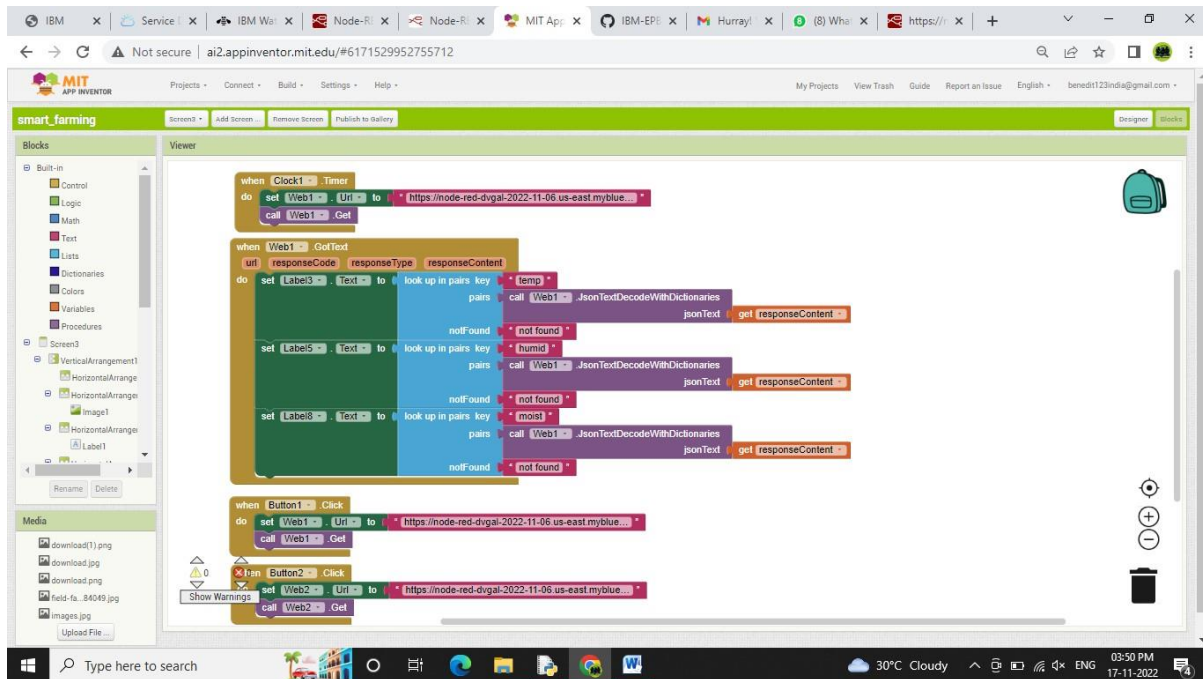 IBM
Service
IBM Wat
Node-R
Node-R
MIT App
IBM-EPB
Hurray!
(8) What
https://
Not secure | ai2.appinventor.mit.edu/#6171529952755712
MIT
APP INVENTOR
Projects
Connect
Build
Settings
Help
My Projects
View Trash
Guide
Report an Issue
English
benedit123india@gmail.com
smart_farming
Screen3
Add Screen ...
Remove Screen
Publish to Gallery
Designer
Blocks
Blocks
Viewer
Built-in
Control
Logic
Math
Text
Lists
Dictionaries
Colors
Variables
Procedures
Screen3
VerticalArrangement1
HorizontalArrange
HorizontalArranger
Image1
HorizontalArranger
Label1
Rename
Delete
Media
download(1).png
download.jpg
download.png
field-fa...84049.jpg
images.jpg
Upload File ...
when Clock1 .Timer
do set Web1 . Url to " https://node-red-dvgal-2022-11-06.us-east.myblue... "
call Web1 .Get
when Web1 .GotText
url responseCode responseType responseContent
do set Label3 . Text to look up in pairs key " temp "
pairs call Web1 .JsonTextDecodeWithDictionaries
jsonText get responseContent
notFound " not found "
set Label5 . Text to look up in pairs key " humid "
pairs call Web1 .JsonTextDecodeWithDictionaries
jsonText get responseContent
notFound " not found "
set Label8 . Text to look up in pairs key " moist "
pairs call Web1 .JsonTextDecodeWithDictionaries
jsonText get responseContent
notFound " not found "
when Button1 .Click
do set Web1 . Url to " https://node-red-dvgal-2022-11-06.us-east.myblue... "
call Web1 .Get
Button2 .Click
set Web2 . Url to " https://node-red-dvgal-2022-11-06.us-east.myblue... "
call Web2 .Get
0
Show Warnings
Type here to search
30°C Cloudy
ENG
03:50 PM
17-11-2022
4